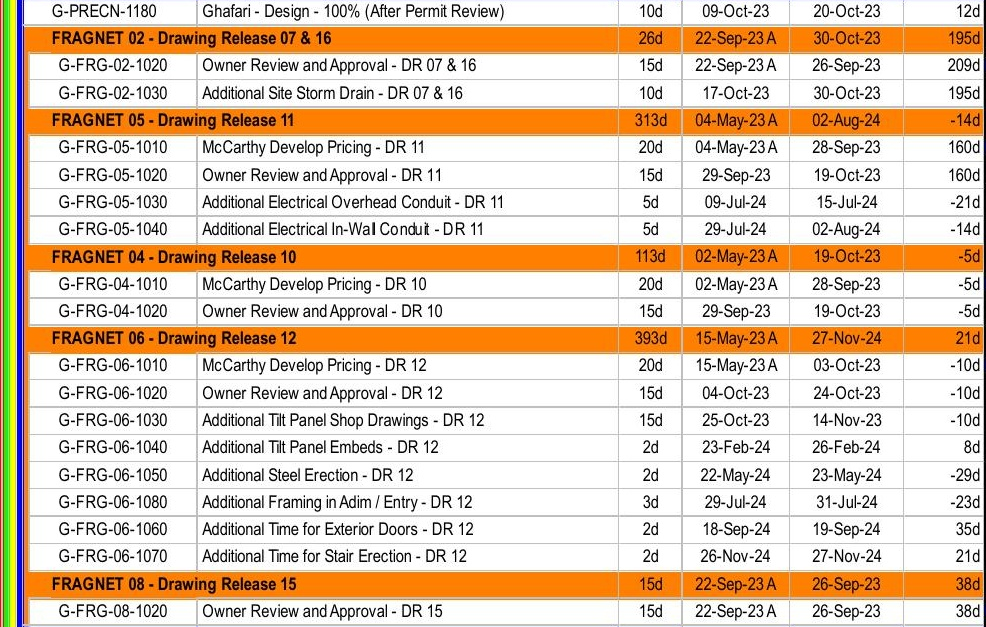 G-PRECN-1180 Ghafari - Design - 100% (After Permit Review) 10d 09-Oct-23 20-Oct-23 12d
FRAGNET 02 - Drawing Release 07 & 16 26d 22-Sep-23 A 30-Oct-23 195d
G-FRG-02-1020 Owner Review and Approval - DR 07 & 16 15d 22-Sep-23 A 26-Sep-23 209d
G-FRG-02-1030 Additional Site Storm Drain - DR 07 & 16 10d 17-Oct-23 30-Oct-23 195d
FRAGNET 05 - Drawing Release 11 313d 04-May-23 A 02-Aug-24 -14d
G-FRG-05-1010 McCarthy Develop Pricing - DR 11 20d 04-May-23 A 28-Sep-23 160d
G-FRG-05-1020 Owner Review and Approval - DR 11 15d 29-Sep-23 19-Oct-23 160d
G-FRG-05-1030 Additional Electrical Overhead Conduit - DR 11 5d 09-Jul-24 15-Jul-24 -21d
G-FRG-05-1040 Additional Electrical In-Wall Conduit - DR 11 5d 29-Jul-24 02-Aug-24 -14d
FRAGNET 04 - Drawing Release 10 113d 02-May-23 A 19-Oct-23 -5d
G-FRG-04-1010 McCarthy Develop Pricing - DR 10 20d 02-May-23 A 28-Sep-23 -5d
G-FRG-04-1020 Owner Review and Approval - DR 10 15d 29-Sep-23 19-Oct-23 -5d
FRAGNET 06 - Drawing Release 12 393d 15-May-23 A 27-Nov-24 21d
G-FRG-06-1010 McCarthy Develop Pricing - DR 12 20d 15-May-23 A 03-Oct-23 -10d
G-FRG-06-1020 Owner Review and Approval - DR 12 15d 04-Oct-23 24-Oct-23 -10d
G-FRG-06-1030 Additional Tilt Panel Shop Drawings - DR 12 15d 25-Oct-23 14-Nov-23 -10d
G-FRG-06-1040 Additional Tilt Panel Embeds - DR 12 2d 23-Feb-24 26-Feb-24 8d
G-FRG-06-1050 Additional Steel Erection - DR 12 2d 22-May-24 23-May-24 -29d
G-FRG-06-1080 Additional Framing in Adim / Entry - DR 12 3d 29-Jul-24 31-Jul-24 -23d
G-FRG-06-1060 Additional Time for Exterior Doors - DR 12 2d 18-Sep-24 19-Sep-24 35d
G-FRG-06-1070 Additional Time for Stair Erection - DR 12 2d 26-Nov-24 27-Nov-24 21d
FRAGNET 08 - Drawing Release 15 15d 22-Sep-23 A 26-Sep-23 38d
G-FRG-08-1020 Owner Review and Approval - DR 15 15d 22-Sep-23 A 26-Sep-23 38d